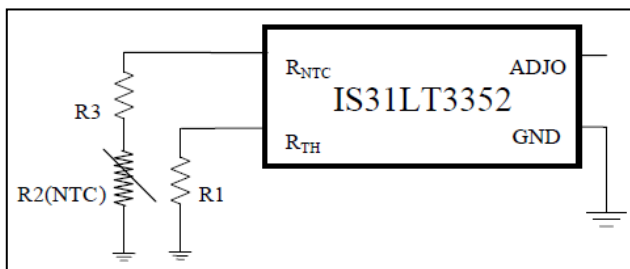 R3
R2(NTC)
R1
RNTC
ADJO
IS31LT3352
RTH
GND